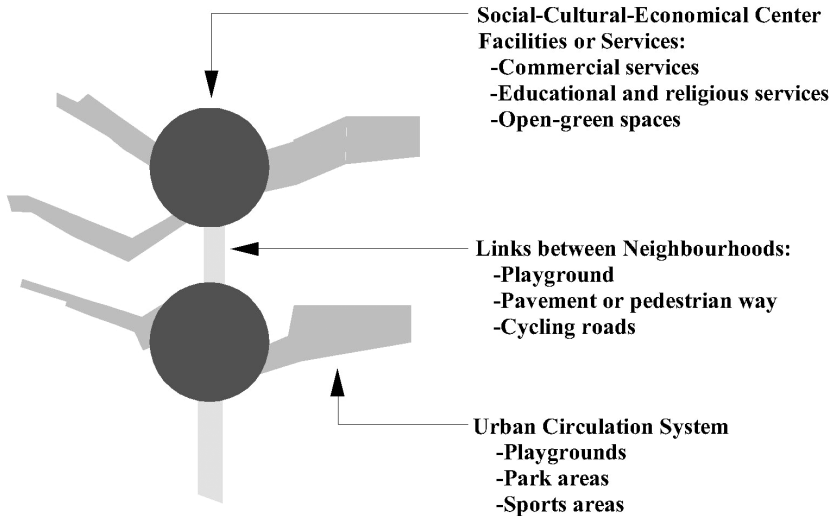 Social-Cultural-Economical Center
Facilities or Services:
-Commercial services
-Educational and religious services
-Open-green spaces
Links between Neighbourhoods:
-Playground
-Pavement or pedestrian way
-Cycling roads
Urban Circulation System
-Playgrounds
-Park areas
-Sports areas